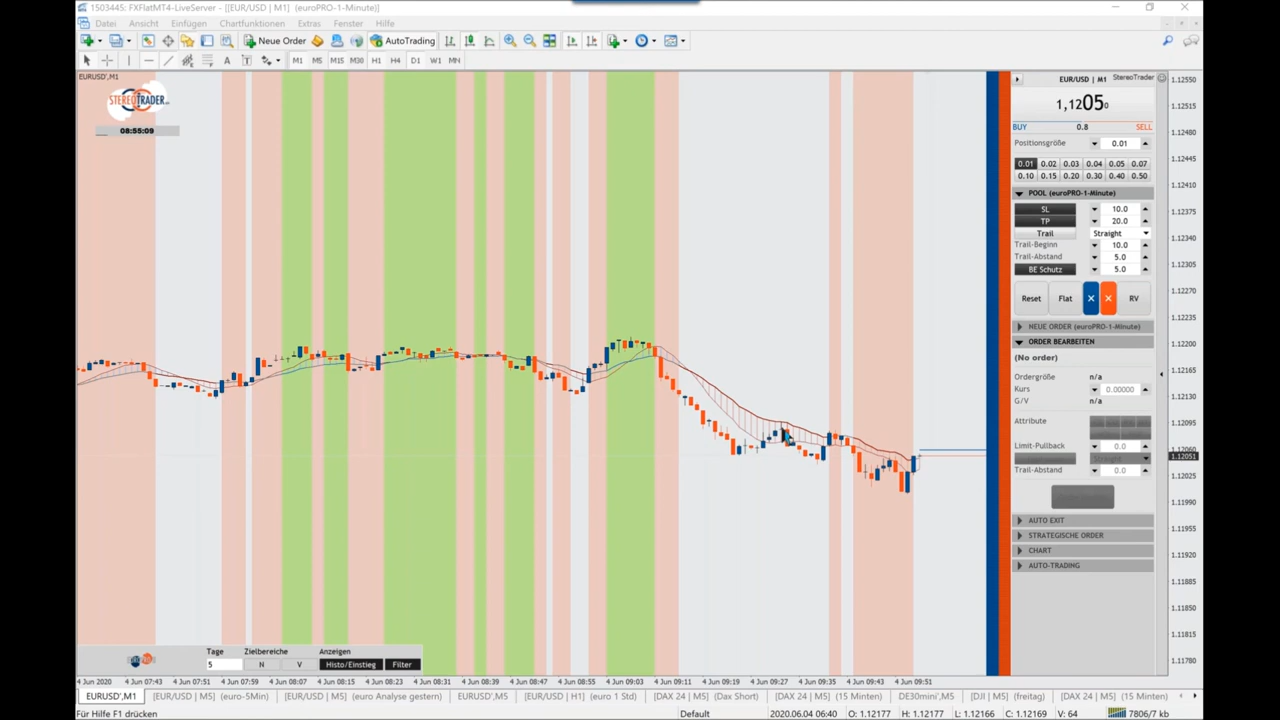 1503445: FXFlatMT4-LiveServer - [[EUR/USD | M1] (euroPRO-1-Minute)]
Datei Ansicht Einfügen Chartfunktionen Extras Fenster Hilfe
Neue Order AutoTrading
A T M1 M5 M15 M30 H1 H4 D1 W1 MN
EURUSD',M1
STEREOTRADER
08:55:09
EUR/USD | M1 StereoTrader
1,12050
BUY 0.8 SELL
Positionsgröße 0.01
0.01 0.02 0.03 0.04 0.05 0.07
0.10 0.15 0.20 0.30 0.40 0.50
POOL (euroPRO-1-Minute)
SL 10.0
TP 20.0
Trail Straight
Trail-Beginn 10.0
Trail-Abstand 5.0
BE Schutz 5.0
Reset Flat RV
NEUE ORDER (euroPRO-1-Minute)
ORDER BEARBEITEN
(No order)
Ordergröße n/a
Kurs 0.00000
G/V n/a
Attribute
Limit-Pullback 0.0
Straight
Trail-Abstand 0.0
AUTO EXIT
STRATEGISCHE ORDER
CHART
AUTO-TRADING
1.12550
1.12515
1.12480
1.12445
1.12410
1.12375
1.12340
1.12305
1.12270
1.12235
1.12200
1.12165
1.12130
1.12095
1.12060
1.12051
1.12025
1.11990
1.11955
1.11920
1.11885
1.11850
1.11815
1.11780
Tage Zielbereiche Anzeigen
5 N V Histo/Einstieg Filter
4 Jun 2020 4 Jun 07:43 4 Jun 07:51 4 Jun 07:59 4 Jun 08:07 4 Jun 08:15 4 Jun 08:23 4 Jun 08:31 4 Jun 08:39 4 Jun 08:47 4 Jun 08:55 4 Jun 09:03 4 Jun 09:11 4 Jun 09:19 4 Jun 09:27 4 Jun 09:35 4 Jun 09:43 4 Jun 09:51
EURUSD',M1 [EUR/USD | M5] (euro-5Min) [EUR/USD | M5] (euro Analyse gestern) EURUSD',M5 [EUR/USD | H1] (euro 1 Std) [DAX 24 | M5] (Dax Short) [DAX 24 | M5] (15 Minuten) DE30mini',M5 [DJI | M5] (freitag) [DAX 24 | M5] (15 Minten)
Für Hilfe F1 drücken Default 2020.06.04 06:40 O: 1.12177 H: 1.12177 L: 1.12166 C: 1.12169 V: 64 7806/7 kb